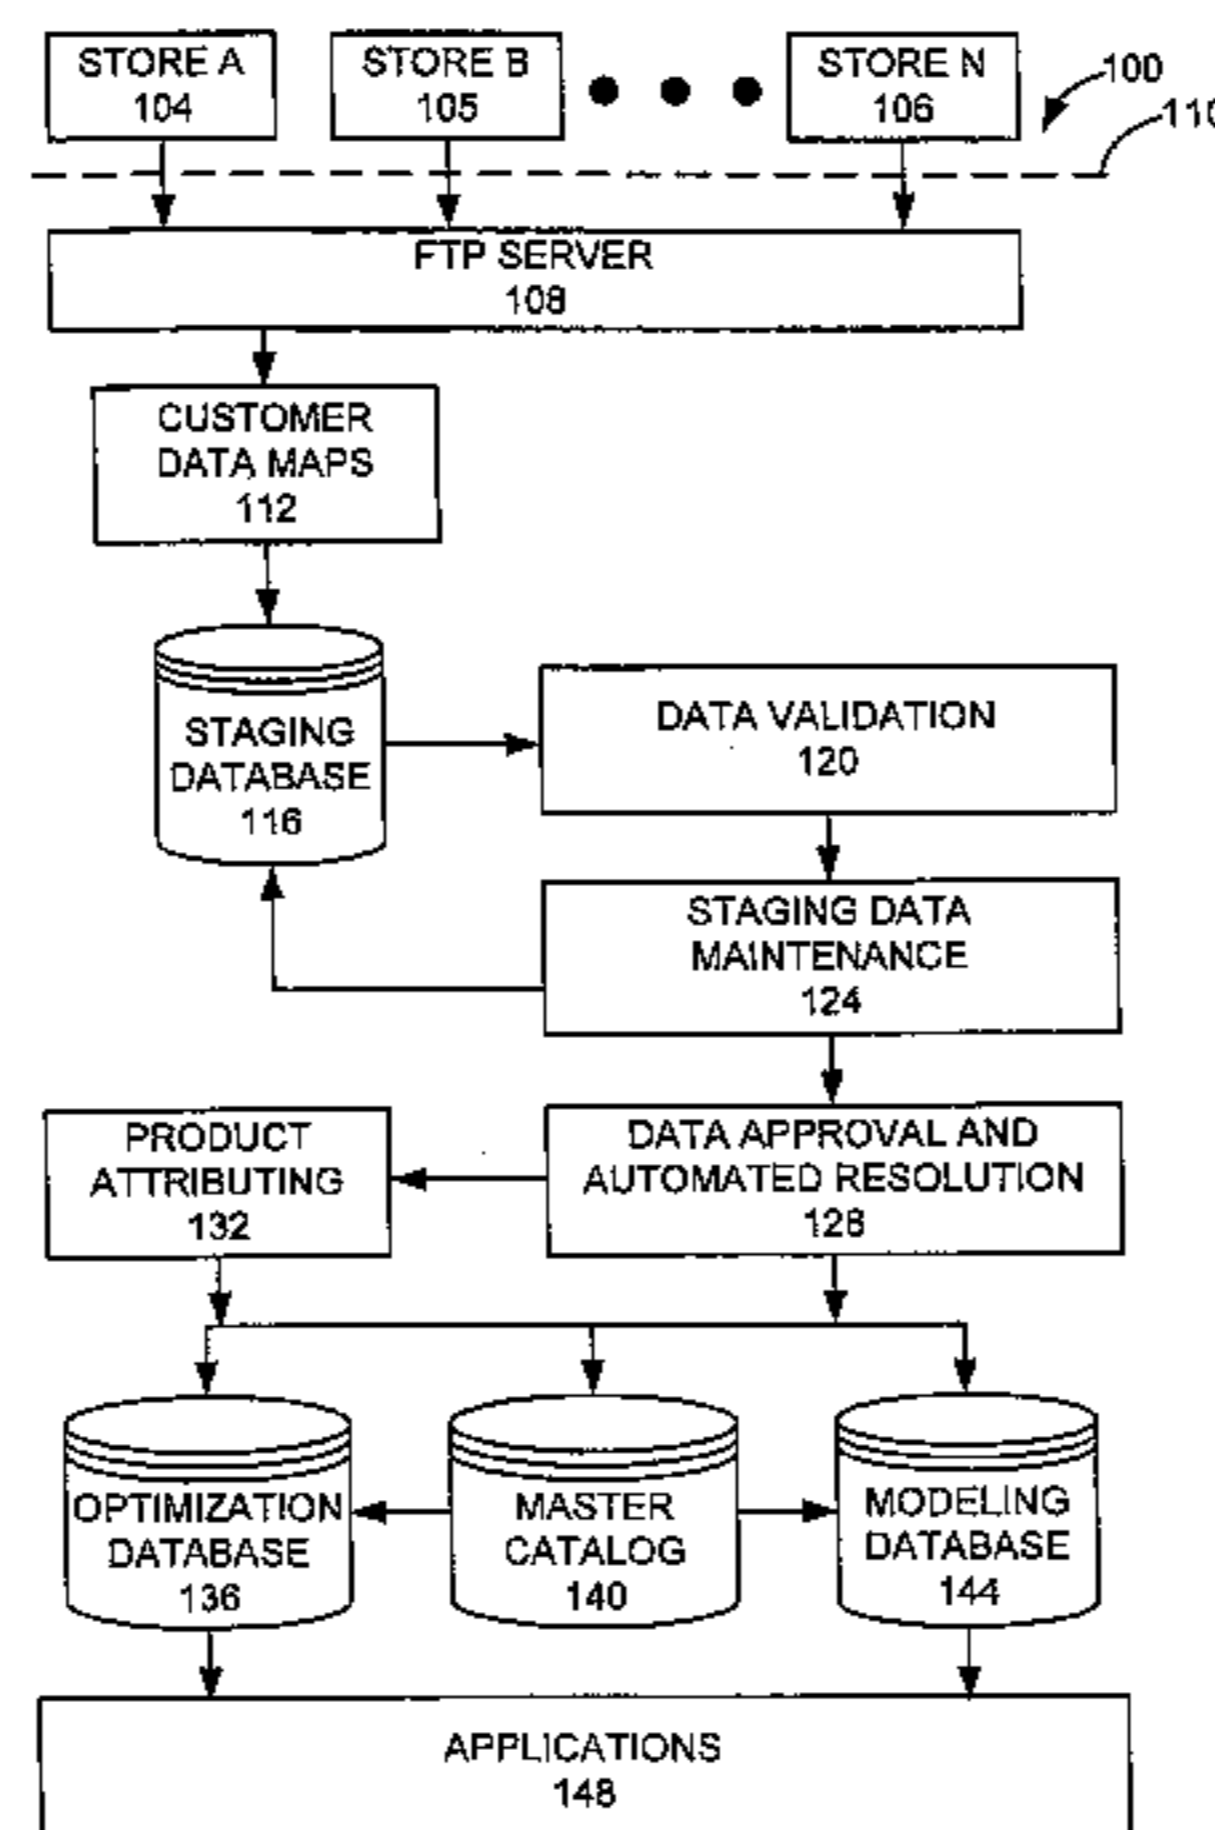 STORE A
104
STORE B
105
STORE N
106
100
110
FTP SERVER
108
CUSTOMER
DATA MAPS
112
STAGING
DATABASE
116
DATA VALIDATION
120
STAGING DATA
MAINTENANCE
124
PRODUCT
ATTRIBUTING
132
DATA APPROVAL AND
AUTOMATED RESOLUTION
128
OPTIMIZATION
DATABASE
136
MASTER
CATALOG
140
MODELING
DATABASE
144
APPLICATIONS
148